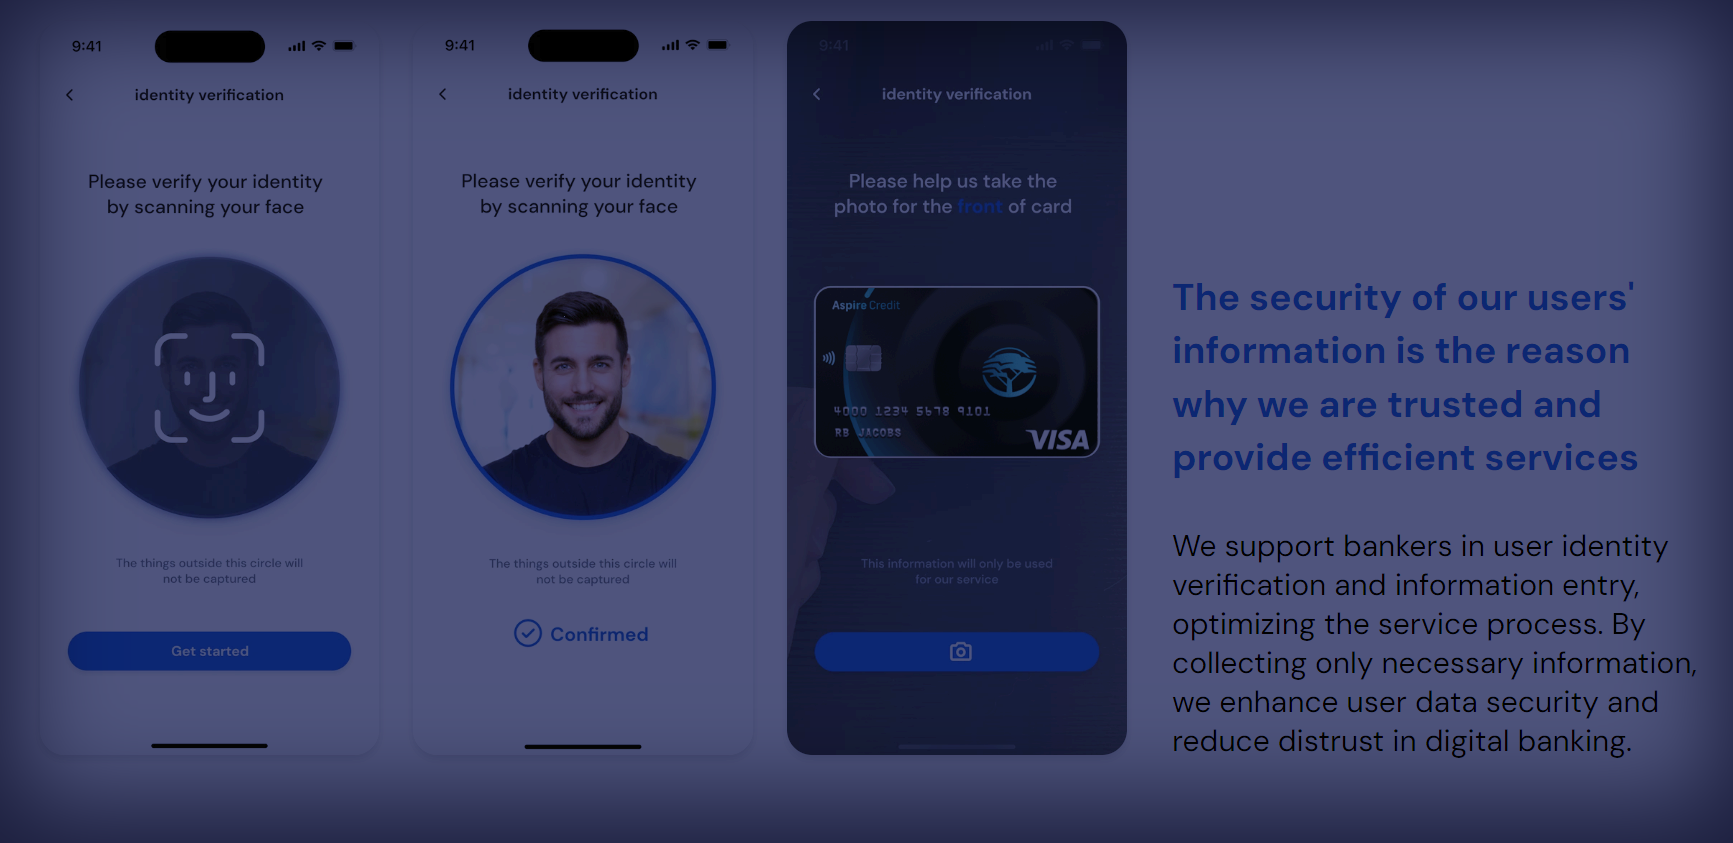 9:41
identity verification
Please verify your identity
by scanning your face
The things outside this circle will
not be captured
Get started
9:41
identity verification
Please verify your identity
by scanning your face
The things outside this circle will
not be captured
Confirmed
9:41
identity verification
Please help us take the
photo for the front of card
Aspire Credit
4000 1234 5678 9101
RB JACOBS
VISA
This information will only be used
for our service
The security of our users'
information is the reason
why we are trusted and
provide efficient services
We support bankers in user identity
verification and information entry,
optimizing the service process. By
collecting only necessary information,
we enhance user data security and
reduce distrust in digital banking.